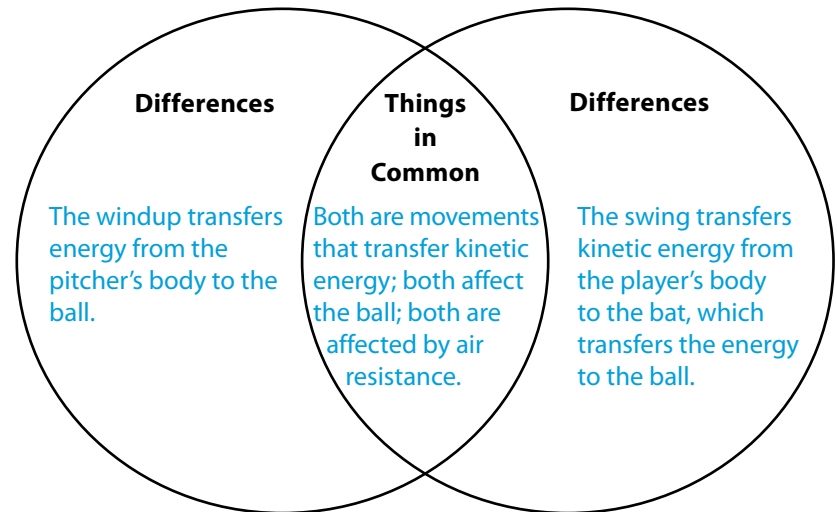 Differences
The windup transfers
energy from the
pitcher’s body to the
ball.
Things
in
Common
Both are movements
that transfer kinetic
energy; both affect
the ball; both are
affected by air
resistance.
Differences
The swing transfers
kinetic energy from
the player’s body
to the bat, which
transfers the energy
to the ball.